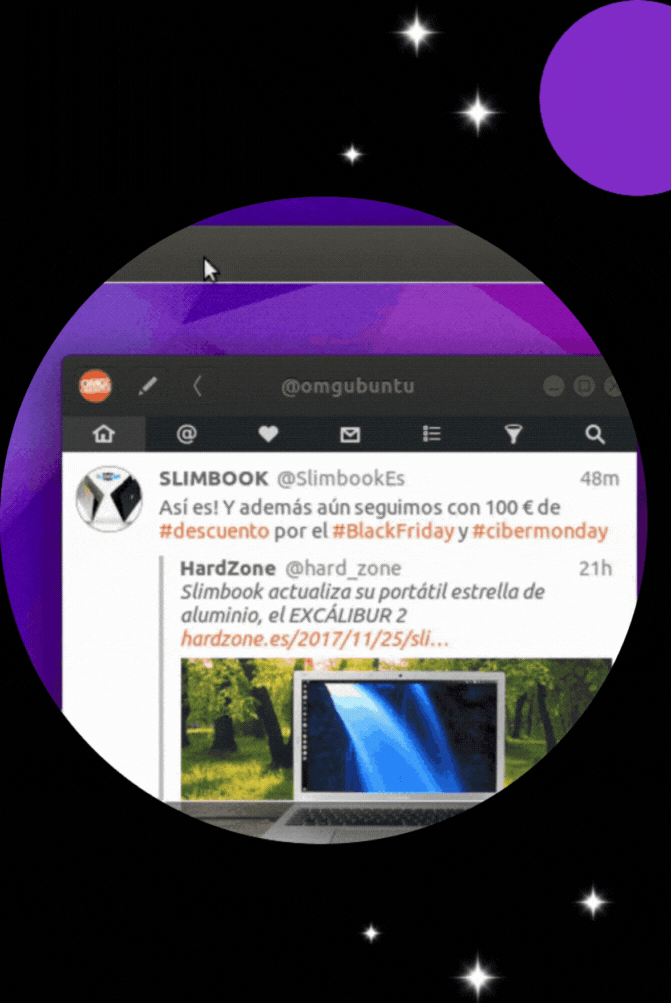 @omgubuntu
SLIMBOOK @SlimbookEs 48m
Así es! Y además aún seguimos con 100 € de
#descuento por el #BlackFriday y #cibermonday
HardZone @hard_zone 21h
Slimbook actualiza su portátil estrella de
aluminio, el EXCÁLIBUR 2
hardzone.es/2017/11/25/sli...